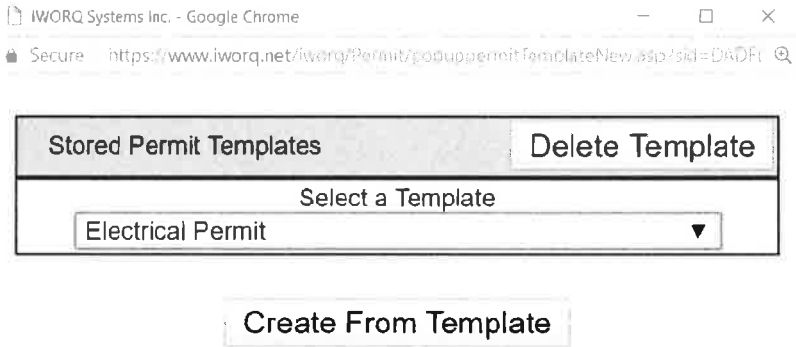 iWORQ Systems Inc. - Google Chrome
Secure https://www.iworq.net/iworq/Permit/popuppermitTemplateNew.asp?sid=DADF
Stored Permit Templates Delete Template
Select a Template
Electrical Permit
Create From Template